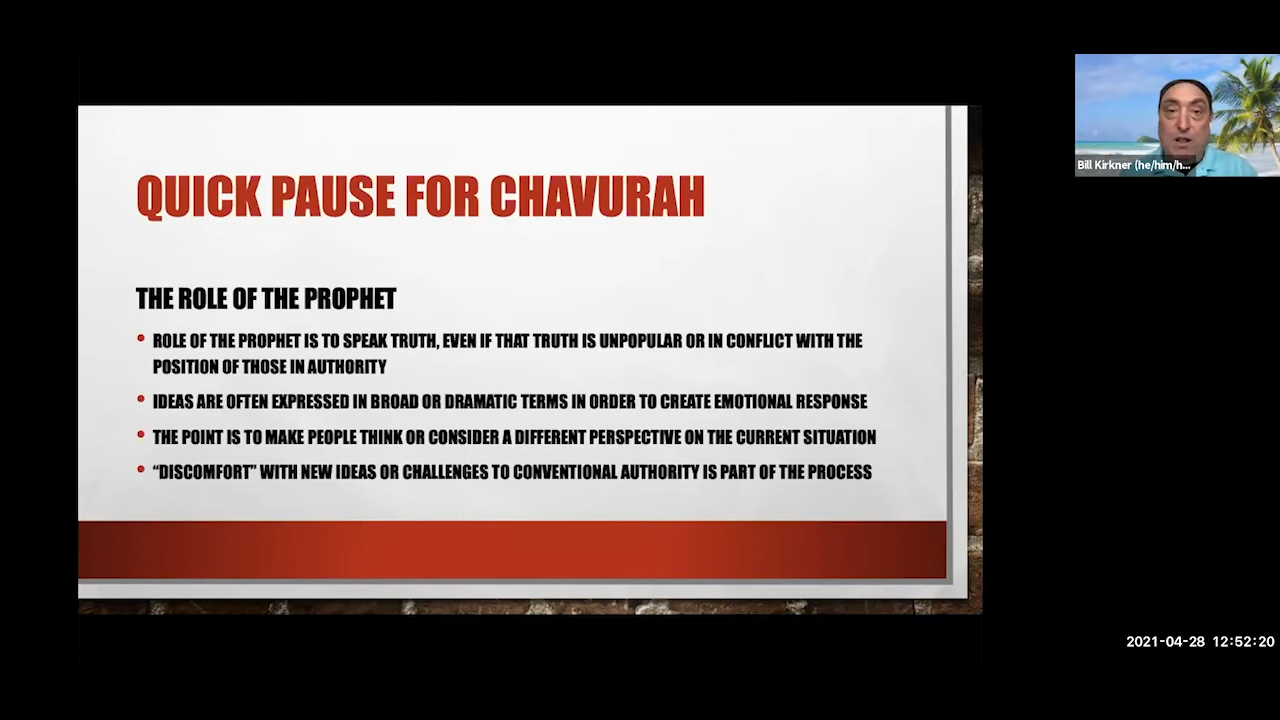 QUICK PAUSE FOR CHAVURAH
THE ROLE OF THE PROPHET
• ROLE OF THE PROPHET IS TO SPEAK TRUTH, EVEN IF THAT TRUTH IS UNPOPULAR OR IN CONFLICT WITH THE
POSITION OF THOSE IN AUTHORITY
• IDEAS ARE OFTEN EXPRESSED IN BROAD OR DRAMATIC TERMS IN ORDER TO CREATE EMOTIONAL RESPONSE
• THE POINT IS TO MAKE PEOPLE THINK OR CONSIDER A DIFFERENT PERSPECTIVE ON THE CURRENT SITUATION
• “DISCOMFORT” WITH NEW IDEAS OR CHALLENGES TO CONVENTIONAL AUTHORITY IS PART OF THE PROCESS
Bill Kirkner (he/him/h...
2021-04-28 12:52:20